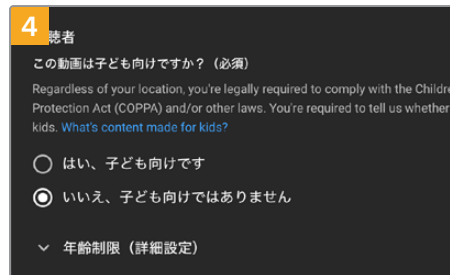 4
聴者
この動画は子ども向けですか？（必須）
Regardless of your location, you're legally required to comply with the Childre
Protection Act (COPPA) and/or other laws. You're required to tell us whether
kids. What's content made for kids?
はい、子ども向けです
いいえ、子ども向けではありません
年齢制限（詳細設定）